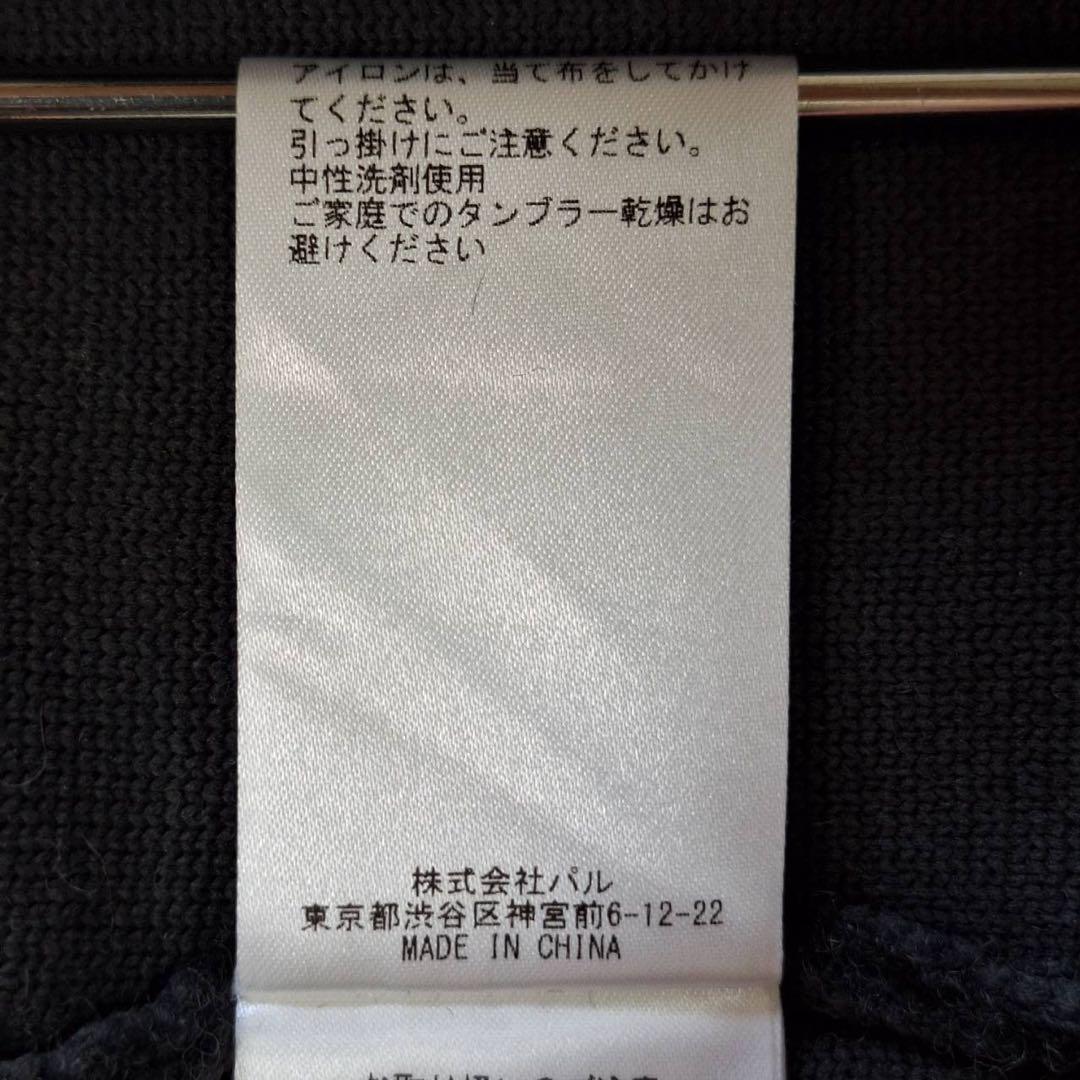 アイロンは、当て布をしてかけ
てください。
引っ掛けにご注意ください。
中性洗剤使用
ご家庭でのタンブラー乾燥はお
避けください
株式会社パル
東京都渋谷区神宮前6-12-22
MADE IN CHINA